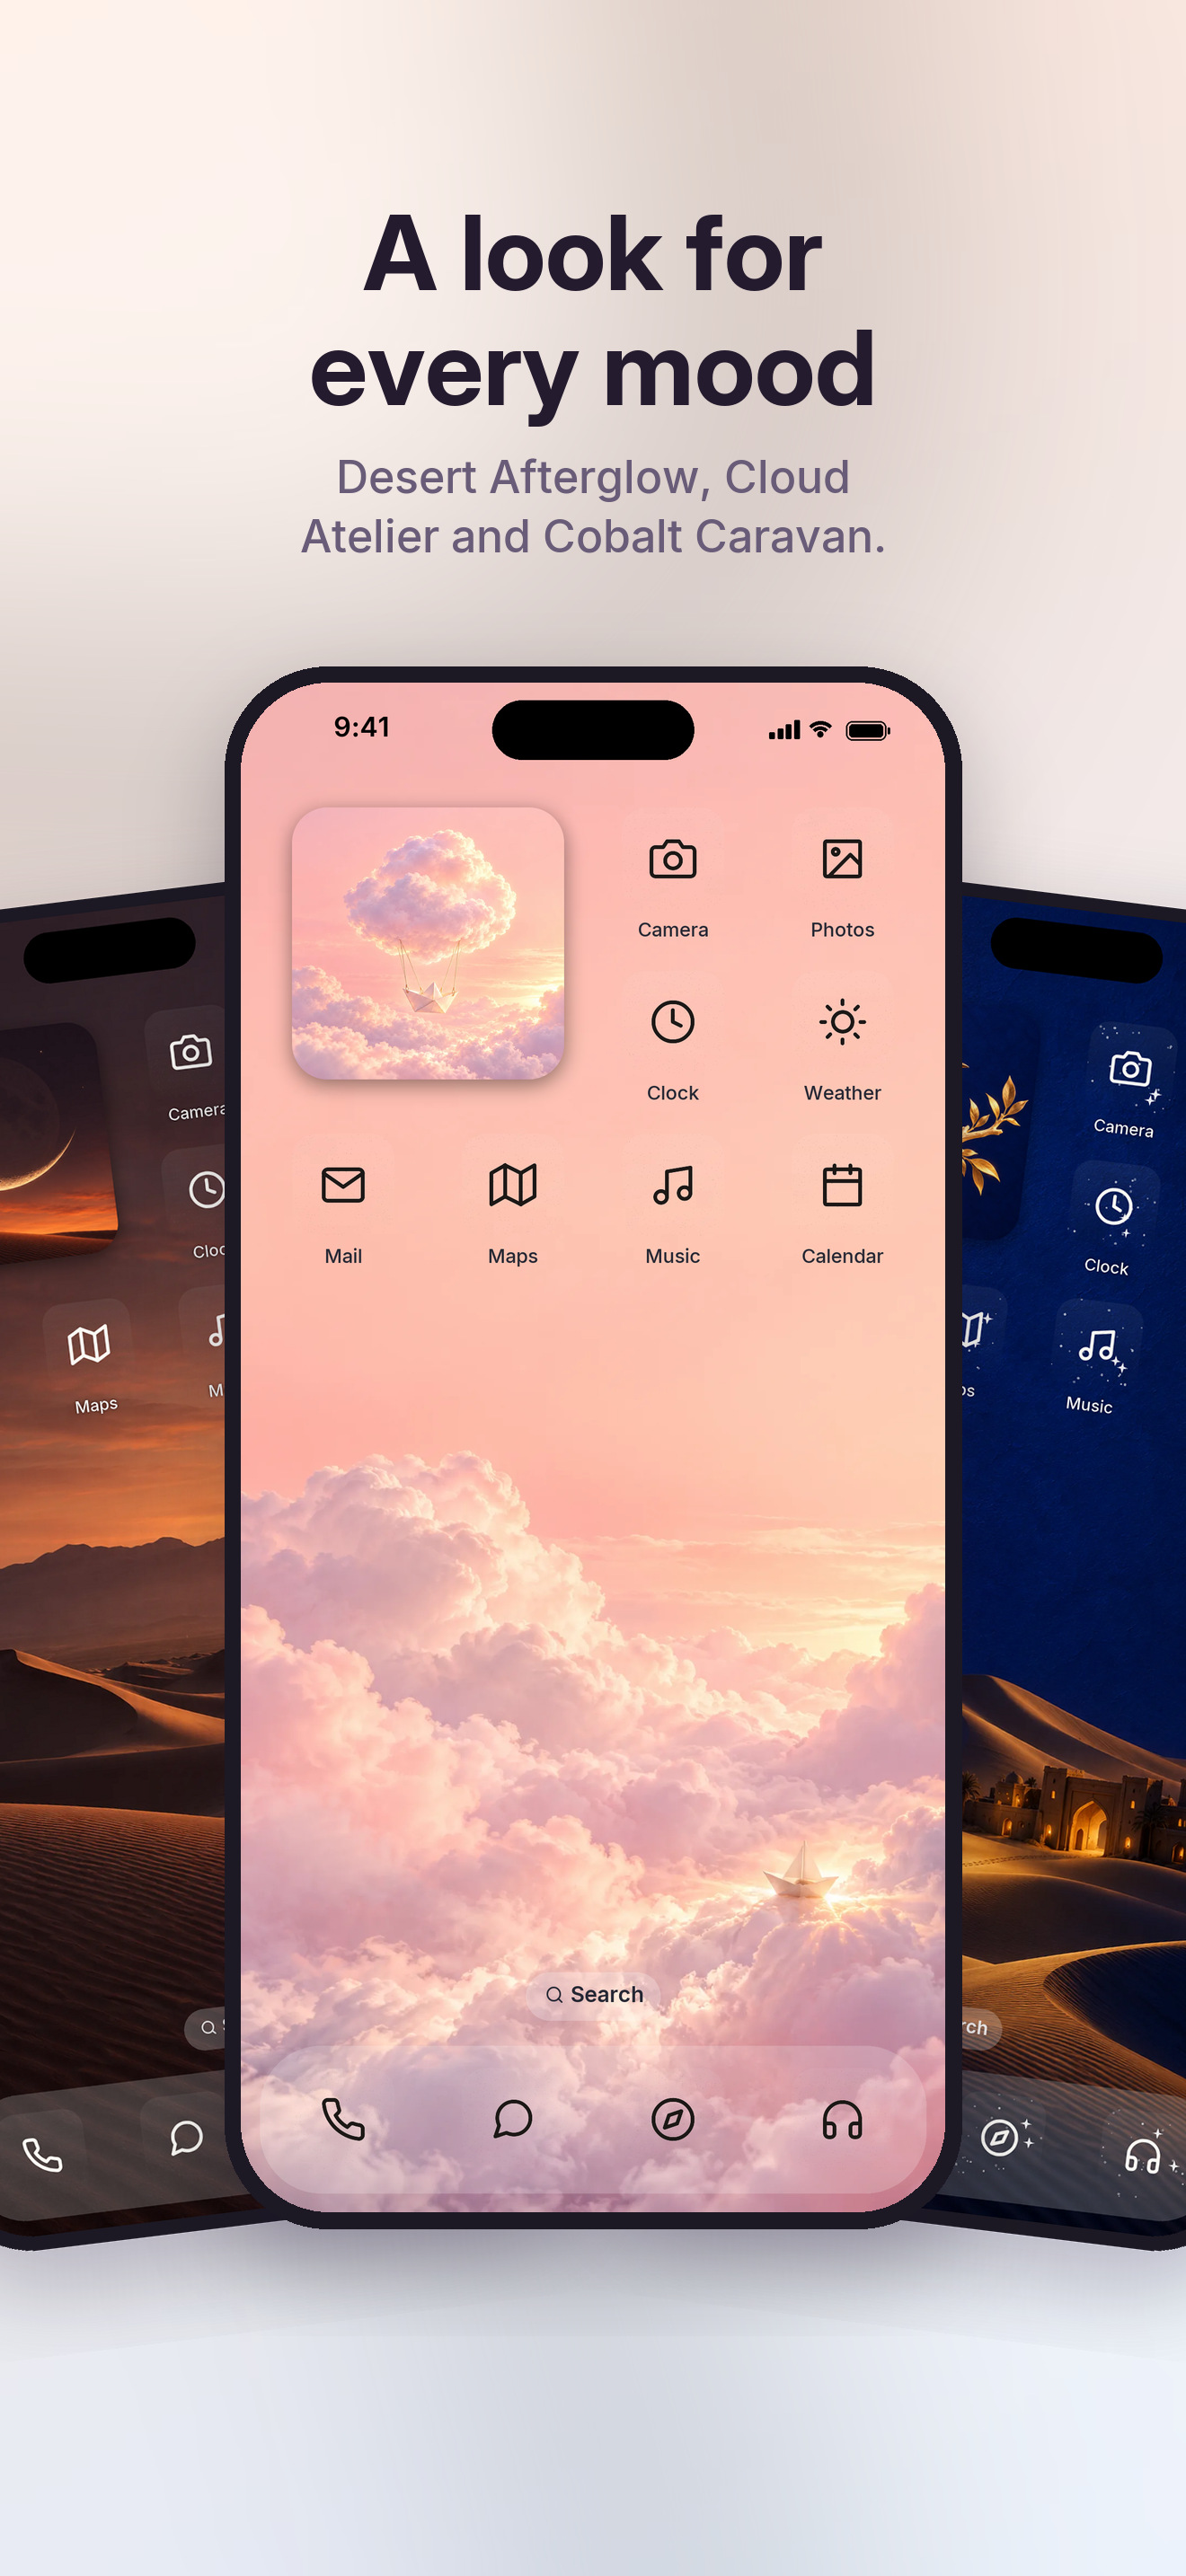 A look for
every mood
Desert Afterglow, Cloud
Atelier and Cobalt Caravan.
9:41
Camera
Photos
Clock
Weather
Mail
Maps
Music
Calendar
Search
Camera
Maps
Camera
Clock
Music